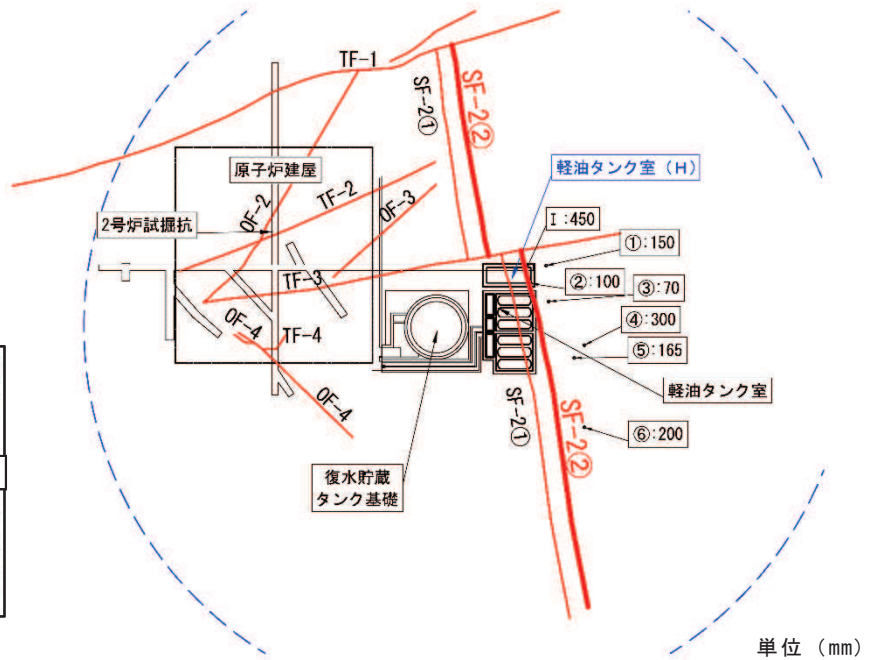 TF-1
SF-2①
SF-2②
原子炉建屋
TF-2
OF-2
OF-3
軽油タンク室（H）
2号炉試掘抗
I:450
①:150
TF-3
②:100
③:70
④:300
OF-4
TF-4
⑤:165
軽油タンク室
OF-4
SF-2①
SF-2②
⑥:200
復水貯蔵
タンク基礎
単位（mm）